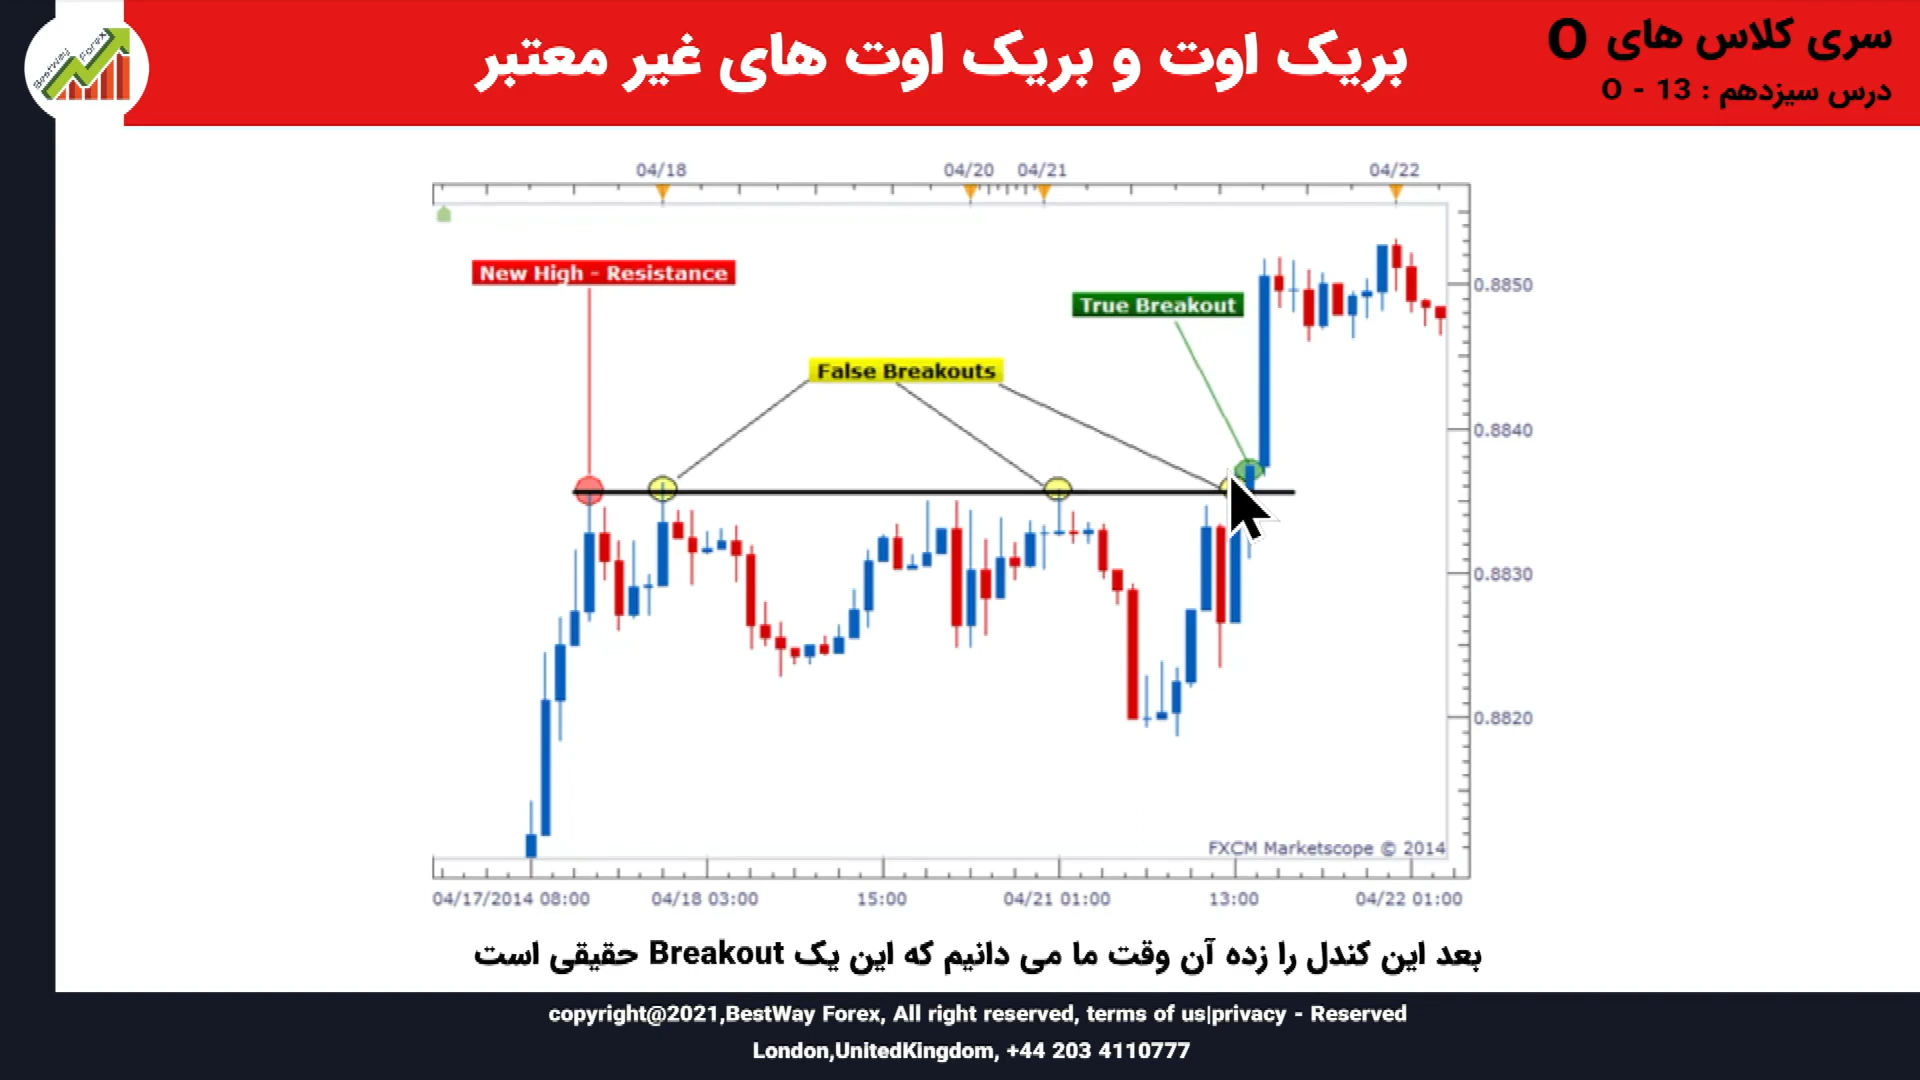 بریک اوت و بریک اوت های غیر معتبر
سری کلاس های O
درس سیزدهم : 13 - O
BestWay Forex
04/18 04/20 04/21 04/22
New High - Resistance
True Breakout
False Breakouts
0.8850
0.8840
0.8830
0.8820
FXCM Marketscope © 2014
04/17/2014 08:00 04/18 03:00 15:00 04/21 01:00 13:00 04/22 01:00
بعد این کندل را زده آن وقت ما می دانیم که این یک Breakout حقیقی است
copyright@2021,BestWay Forex, All right reserved, terms of us|privacy - Reserved
London,UnitedKingdom, +44 203 4110777